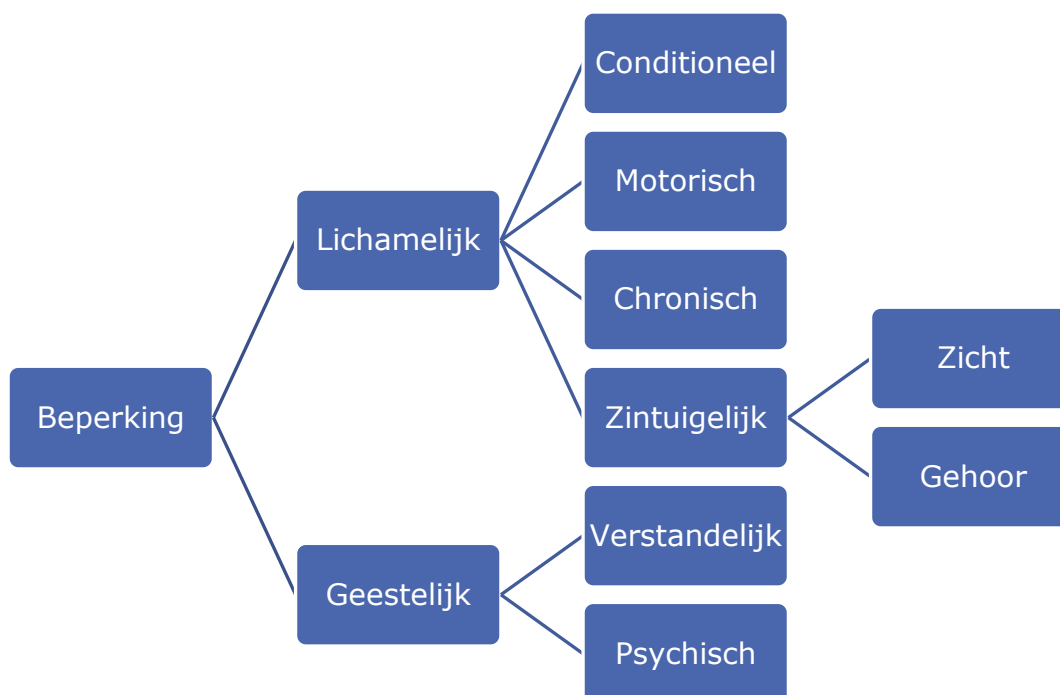 Conditioneel
Motorisch
Lichamelijk
Chronisch
Zicht
Beperking
Zintuigelijk
Gehoor
Verstandelijk
Geestelijk
Psychisch